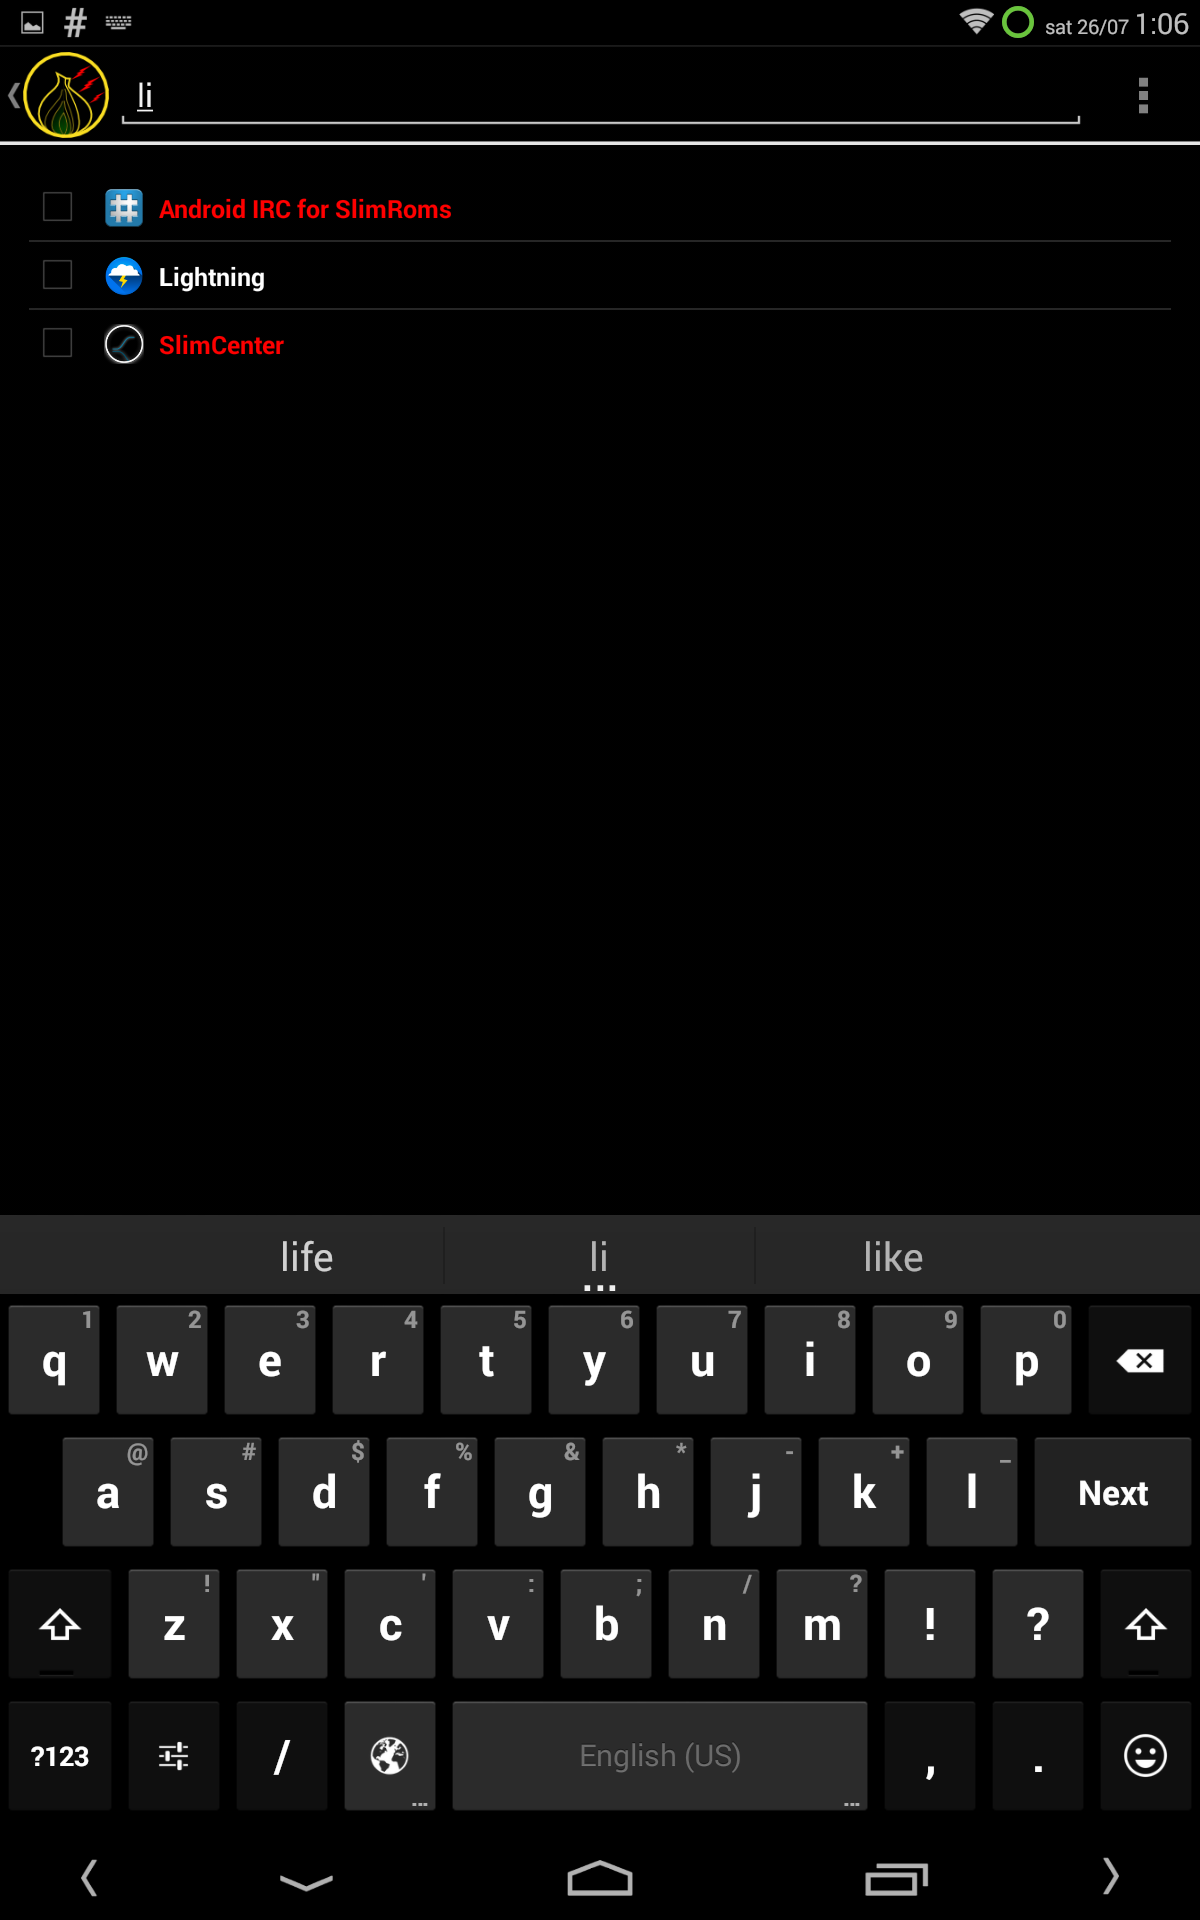 # sat 26/07 1:06
li
Android IRC for SlimRoms
Lightning
SlimCenter
life li like
1 2 3 4 5 6 7 8 9 0
q w e r t y u i o p
@ # $ % & * - + _
a s d f g h j k l Next
! " ' : ; / ?
z x c v b n m ! ?
?123 / English (US) , .